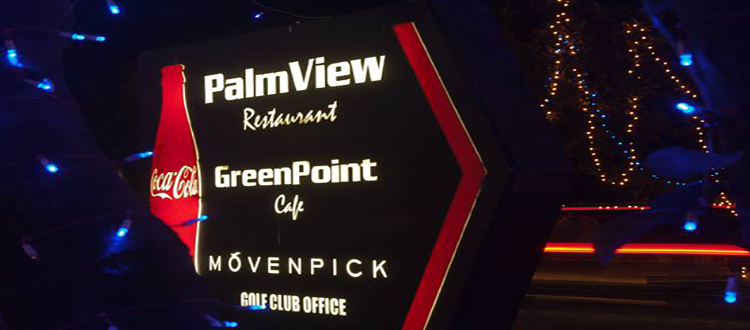 PalmView
Restaurant
Coca-Cola
GreenPoint
Cafe
MÖVENPICK
GOLF CLUB OFFICE